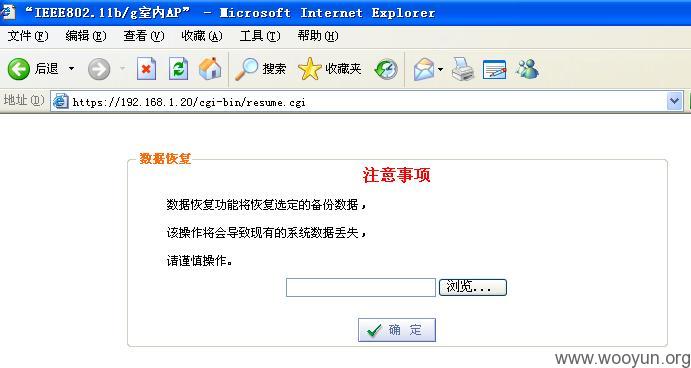 “IEEE802.11b/g室内AP” - Microsoft Internet Explorer
文件(F) 编辑(E) 查看(V) 收藏(A) 工具(T) 帮助(H)
后退 搜索 收藏夹
地址(D) https://192.168.1.20/cgi-bin/resume.cgi
数据恢复
注意事项
数据恢复功能将恢复选定的备份数据，
该操作将会导致现有的系统数据丢失，
请谨慎操作。
浏览...
确 定
www.wooyun.org